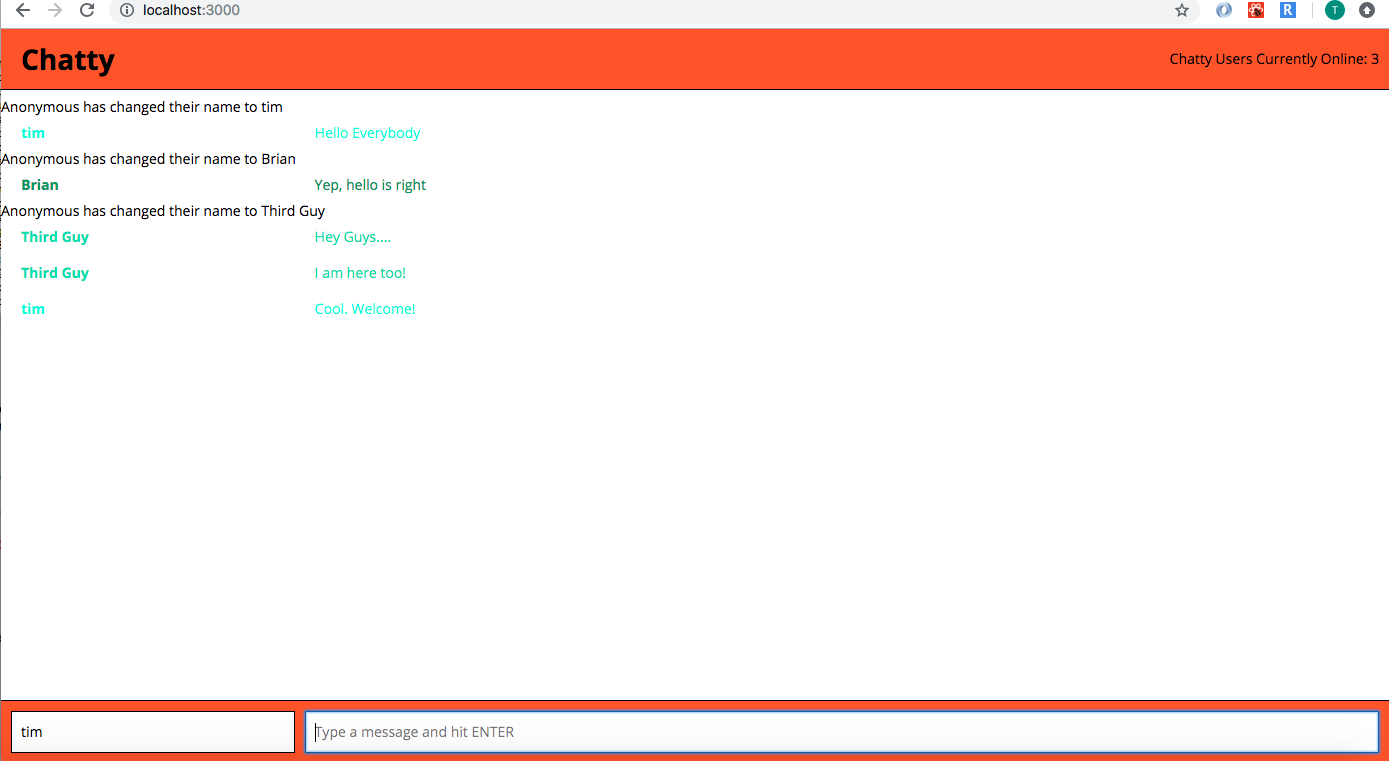 localhost:3000
R
T
Chatty
Chatty Users Currently Online: 3
Anonymous has changed their name to tim
tim Hello Everybody
Anonymous has changed their name to Brian
Brian Yep, hello is right
Anonymous has changed their name to Third Guy
Third Guy Hey Guys....
Third Guy I am here too!
tim Cool. Welcome!
tim
Type a message and hit ENTER